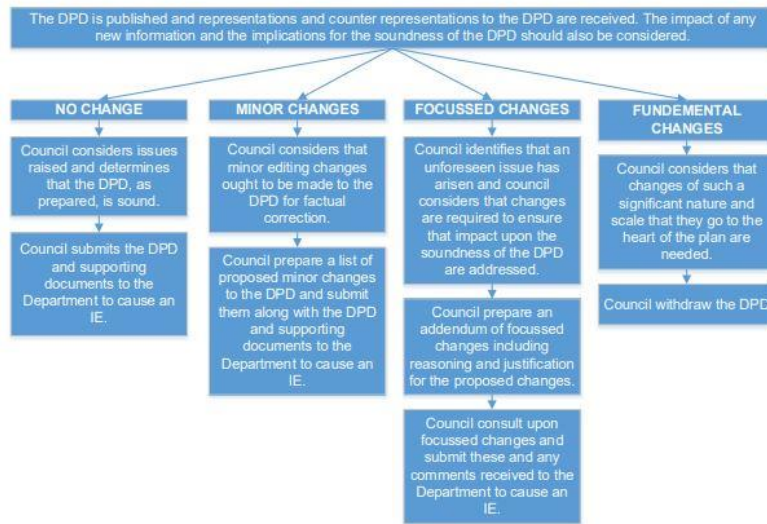 The DPD is published and representations and counter representations to the DPD are received. The impact of any
new information and the implications for the soundness of the DPD should also be considered.
NO CHANGE
Council considers issues
raised and determines
that the DPD, as
prepared, is sound.
Council submits the DPD
and supporting
documents to the
Department to cause an
IE.
MINOR CHANGES
Council considers that
minor editing changes
ought to be made to the
DPD for factual
correction.
Council prepare a list of
proposed minor changes
to the DPD and submit
them along with the DPD
and supporting
documents to the
Department to cause an
IE.
FOCUSSED CHANGES
Council identifies that an
unforeseen issue has
arisen and council
considers that changes
are required to ensure
that impact upon the
soundness of the DPD
are addressed.
Council prepare an
addendum of focussed
changes including
reasoning and justification
for the proposed changes.
Council consult upon
focussed changes and
submit these and any
comments received to the
Department to cause an
IE.
FUNDEMENTAL
CHANGES
Council considers that
changes of such a
significant nature and
scale that they go to the
heart of the plan are
needed.
Council withdraw the DPD